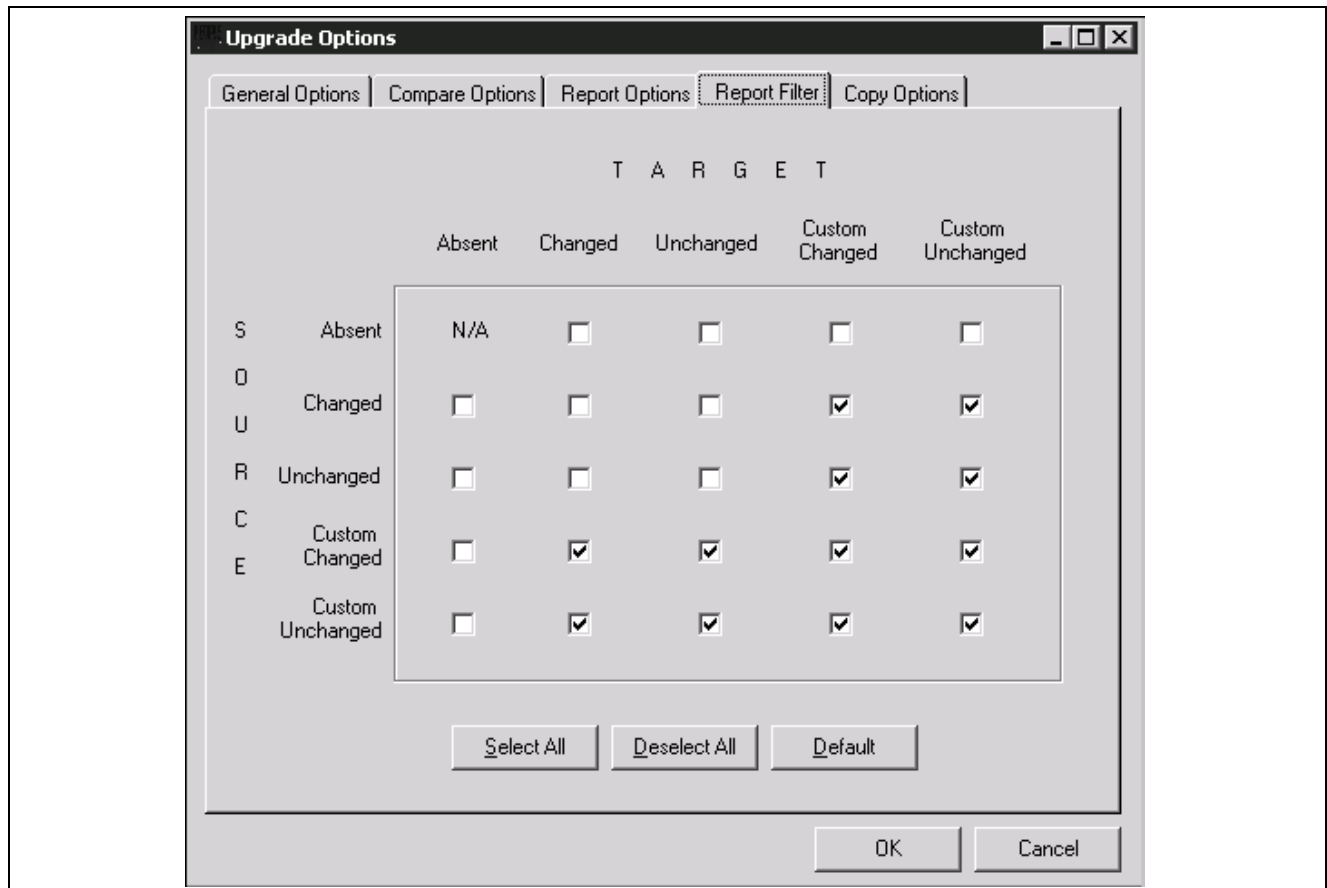 Upgrade Options
General Options Compare Options Report Options Report Filter Copy Options
T A R G E T
Absent Changed Unchanged Custom Changed Custom Unchanged
S O U R C E
Absent N/A
Changed
Unchanged
Custom
Changed
Custom
Unchanged
Select All Deselect All Default
OK Cancel